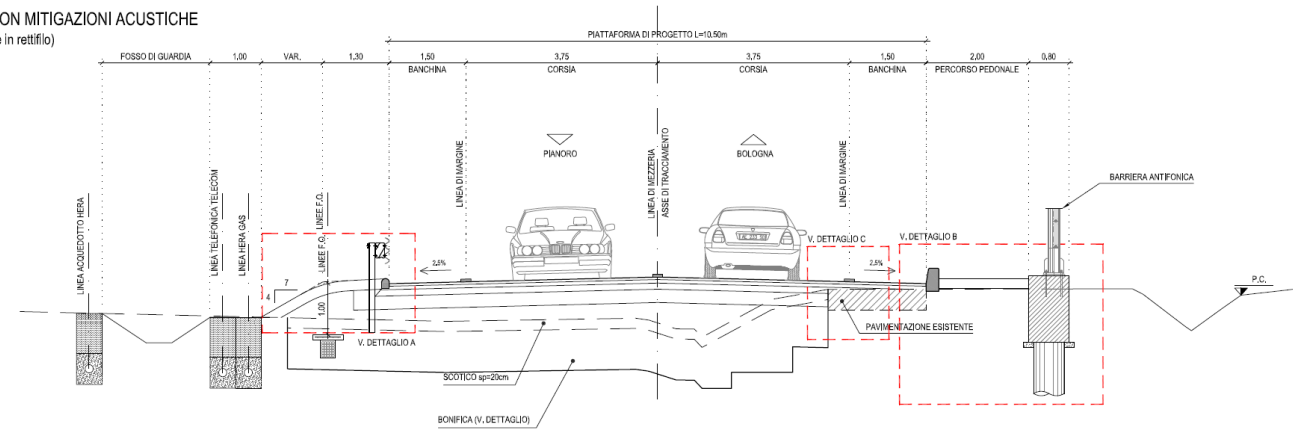 ON MITIGAZIONI ACUSTICHE
e in rettifilo)
PIATTAFORMA DI PROGETTO L=10.50m
FOSSO DI GUARDIA
1,00
VAR.
1,30
1,50
3,75
3,75
1,50
2,00
0,80
BANCHINA
CORSIA
CORSIA
BANCHINA
PERCORSO PEDONALE
LINEA ACQUEDOTTO HERA
LINEA TELEFONICA TELECOM
LINEA HERA GAS
LINEE F.O.
LINEE F.O.
LINEA DI MARGINE
PIANORO
LINEA DI MEZZERIA
ASSE DI TRACCIAMENTO
BOLOGNA
LINEA DI MARGINE
BARRIERA ANTIFONICA
V. DETTAGLIO C
V. DETTAGLIO B
2,5%
2,5%
7
4
1,00
P.C.
V. DETTAGLIO A
PAVIMENTAZIONE ESISTENTE
SCOTICO sp=20cm
BONIFICA (V. DETTAGLIO)